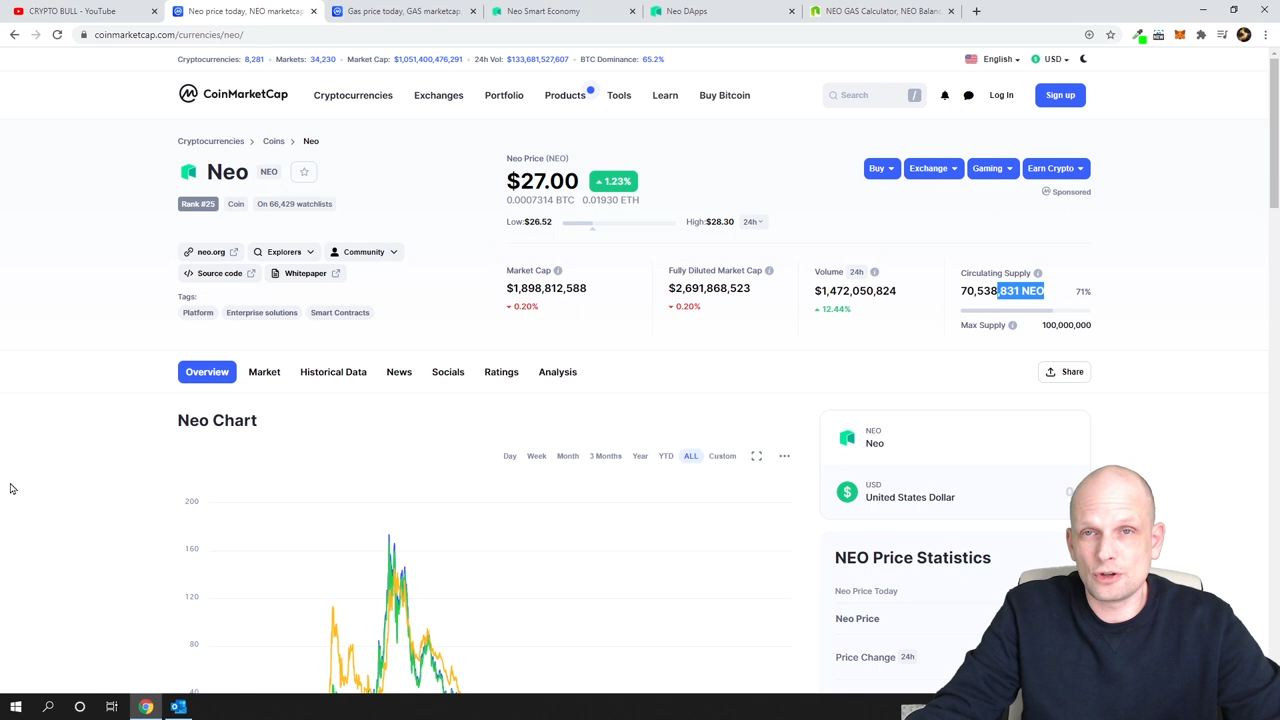 CRYPTO BULL - YouTube
Neo price today, NEO marketcap
Gas price today, GAS marketcap
Neo Smart Economy
Neo DApps
NEO GAS Calculator, NEO Balanc
coinmarketcap.com/currencies/neo/
Cryptocurrencies: 8,281 Markets: 34,230 Market Cap: $1,051,400,476,291 24h Vol: $133,681,527,607 BTC Dominance: 65.2% English USD
CoinMarketCap Cryptocurrencies Exchanges Portfolio Products Tools Learn Buy Bitcoin Search / Log In Sign up
Cryptocurrencies > Coins > Neo
Neo NEO
Rank #25 Coin On 66,429 watchlists
neo.org Explorers Community
Source code Whitepaper
Tags:
Platform Enterprise solutions Smart Contracts
Neo Price (NEO)
$27.00 1.23%
0.0007314 BTC 0.01930 ETH
Low:$26.52 High:$28.30 24h
Buy Exchange Gaming Earn Crypto
Sponsored
Market Cap
$1,898,812,588
0.20%
Fully Diluted Market Cap
$2,691,868,523
0.20%
Volume 24h
$1,472,050,824
12.44%
Circulating Supply
70,538,831 NEO 71%
Max Supply 100,000,000
Overview Market Historical Data News Socials Ratings Analysis Share
Neo Chart
Day Week Month 3 Months Year YTD ALL Custom
200
160
120
80
40
NEO
Neo
USD
United States Dollar
NEO Price Statistics
Neo Price Today
Neo Price
Price Change 24h